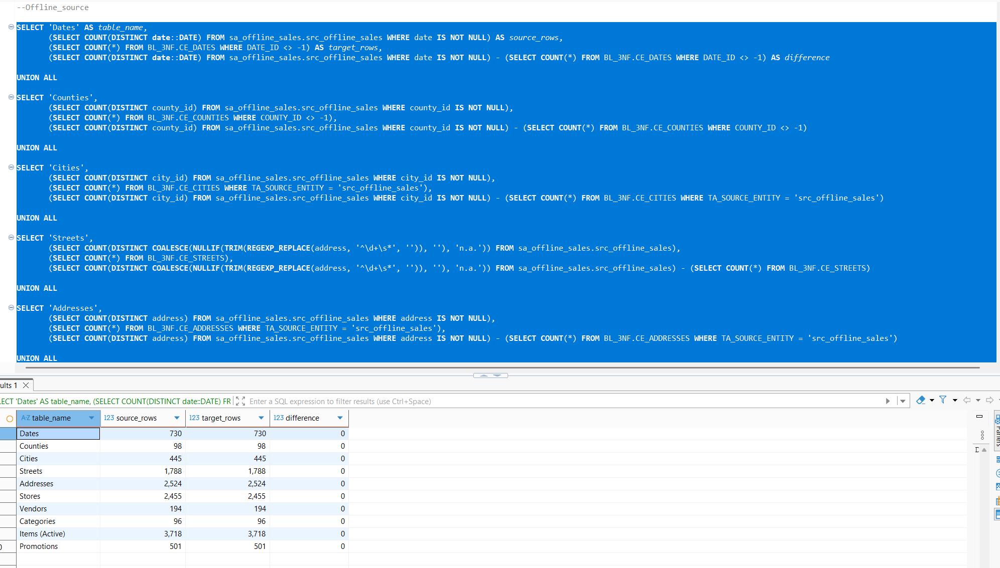 --Offline_source
SELECT 'Dates' AS table_name,
(SELECT COUNT(DISTINCT date::DATE) FROM sa_offline_sales.src_offline_sales WHERE date IS NOT NULL) AS source_rows,
(SELECT COUNT(*) FROM BL_3NF.CE_DATES WHERE DATE_ID <> -1) AS target_rows,
(SELECT COUNT(DISTINCT date::DATE) FROM sa_offline_sales.src_offline_sales WHERE date IS NOT NULL) - (SELECT COUNT(*) FROM BL_3NF.CE_DATES WHERE DATE_ID <> -1) AS difference
UNION ALL
SELECT 'Counties',
(SELECT COUNT(DISTINCT county_id) FROM sa_offline_sales.src_offline_sales WHERE county_id IS NOT NULL),
(SELECT COUNT(*) FROM BL_3NF.CE_COUNTIES WHERE COUNTY_ID <> -1),
(SELECT COUNT(DISTINCT county_id) FROM sa_offline_sales.src_offline_sales WHERE county_id IS NOT NULL) - (SELECT COUNT(*) FROM BL_3NF.CE_COUNTIES WHERE COUNTY_ID <> -1)
UNION ALL
SELECT 'Cities',
(SELECT COUNT(DISTINCT city_id) FROM sa_offline_sales.src_offline_sales WHERE city_id IS NOT NULL),
(SELECT COUNT(*) FROM BL_3NF.CE_CITIES WHERE TA_SOURCE_ENTITY = 'src_offline_sales'),
(SELECT COUNT(DISTINCT city_id) FROM sa_offline_sales.src_offline_sales WHERE city_id IS NOT NULL) - (SELECT COUNT(*) FROM BL_3NF.CE_CITIES WHERE TA_SOURCE_ENTITY = 'src_offline_sales')
UNION ALL
SELECT 'Streets',
(SELECT COUNT(DISTINCT COALESCE(NULLIF(TRIM(REGEXP_REPLACE(address, '^\d+\s*', '')), ''), 'n.a.')) FROM sa_offline_sales.src_offline_sales),
(SELECT COUNT(*) FROM BL_3NF.CE_STREETS),
(SELECT COUNT(DISTINCT COALESCE(NULLIF(TRIM(REGEXP_REPLACE(address, '^\d+\s*', '')), ''), 'n.a.')) FROM sa_offline_sales.src_offline_sales) - (SELECT COUNT(*) FROM BL_3NF.CE_STREETS)
UNION ALL
SELECT 'Addresses',
(SELECT COUNT(DISTINCT address) FROM sa_offline_sales.src_offline_sales WHERE address IS NOT NULL),
(SELECT COUNT(*) FROM BL_3NF.CE_ADDRESSES WHERE TA_SOURCE_ENTITY = 'src_offline_sales'),
(SELECT COUNT(DISTINCT address) FROM sa_offline_sales.src_offline_sales WHERE address IS NOT NULL) - (SELECT COUNT(*) FROM BL_3NF.CE_ADDRESSES WHERE TA_SOURCE_ENTITY = 'src_offline_sales')
UNION ALL
ults 1
LECT 'Dates' AS table_name, (SELECT COUNT(DISTINCT date::DATE) FR Enter a SQL expression to filter results (use Ctrl+Space)
A-Z table_name 123 source_rows 123 target_rows 123 difference
Dates 730 730 0
Counties 98 98 0
Cities 445 445 0
Streets 1,788 1,788 0
Addresses 2,524 2,524 0
Stores 2,455 2,455 0
Vendors 194 194 0
Categories 96 96 0
Items (Active) 3,718 3,718 0
Promotions 501 501 0